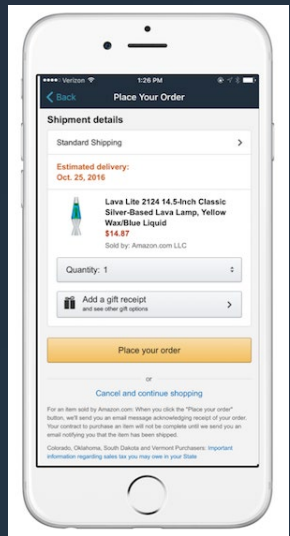 Verizon 1:26 PM
Back Place Your Order
Shipment details
Standard Shipping
Estimated delivery:
Oct. 25, 2016
Lava Lite 2124 14.5-Inch Classic
Silver-Based Lava Lamp, Yellow
Wax/Blue Liquid
$14.87
Sold by: Amazon.com LLC
Quantity: 1
Add a gift receipt
and see other gift options
Place your order
or
Cancel and continue shopping
For an item sold by Amazon.com: When you click the "Place your order"
button, we'll send you an email message acknowledging receipt of your order.
Your contract to purchase an item will not be complete until we send you an
email notifying you that the item has been shipped.
Colorado, Oklahoma, South Dakota and Vermont Purchasers: Important
information regarding sales tax you may owe in your State